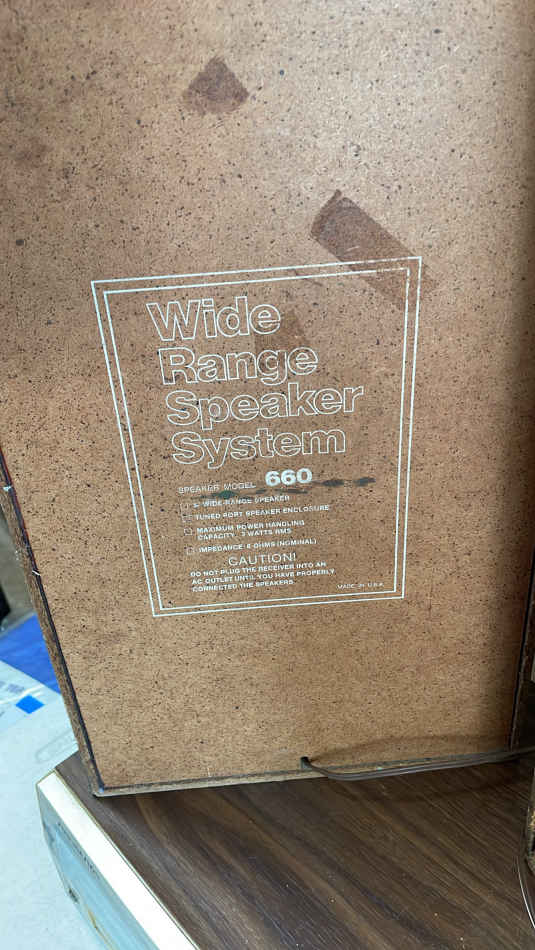 Wide
Range
Speaker
System
SPEAKER MODEL 660
WIDE-RANGE SPEAKER
TUNED PORT SPEAKER ENCLOSURE
MAXIMUM POWER HANDLING
CAPACITY, 3 WATTS RMS
IMPEDANCE 8 OHMS (NOMINAL)
CAUTION!
DO NOT PLUG THE RECEIVER INTO AN
AC OUTLET UNTIL YOU HAVE PROPERLY
CONNECTED THE SPEAKERS
MADE IN U.S.A.